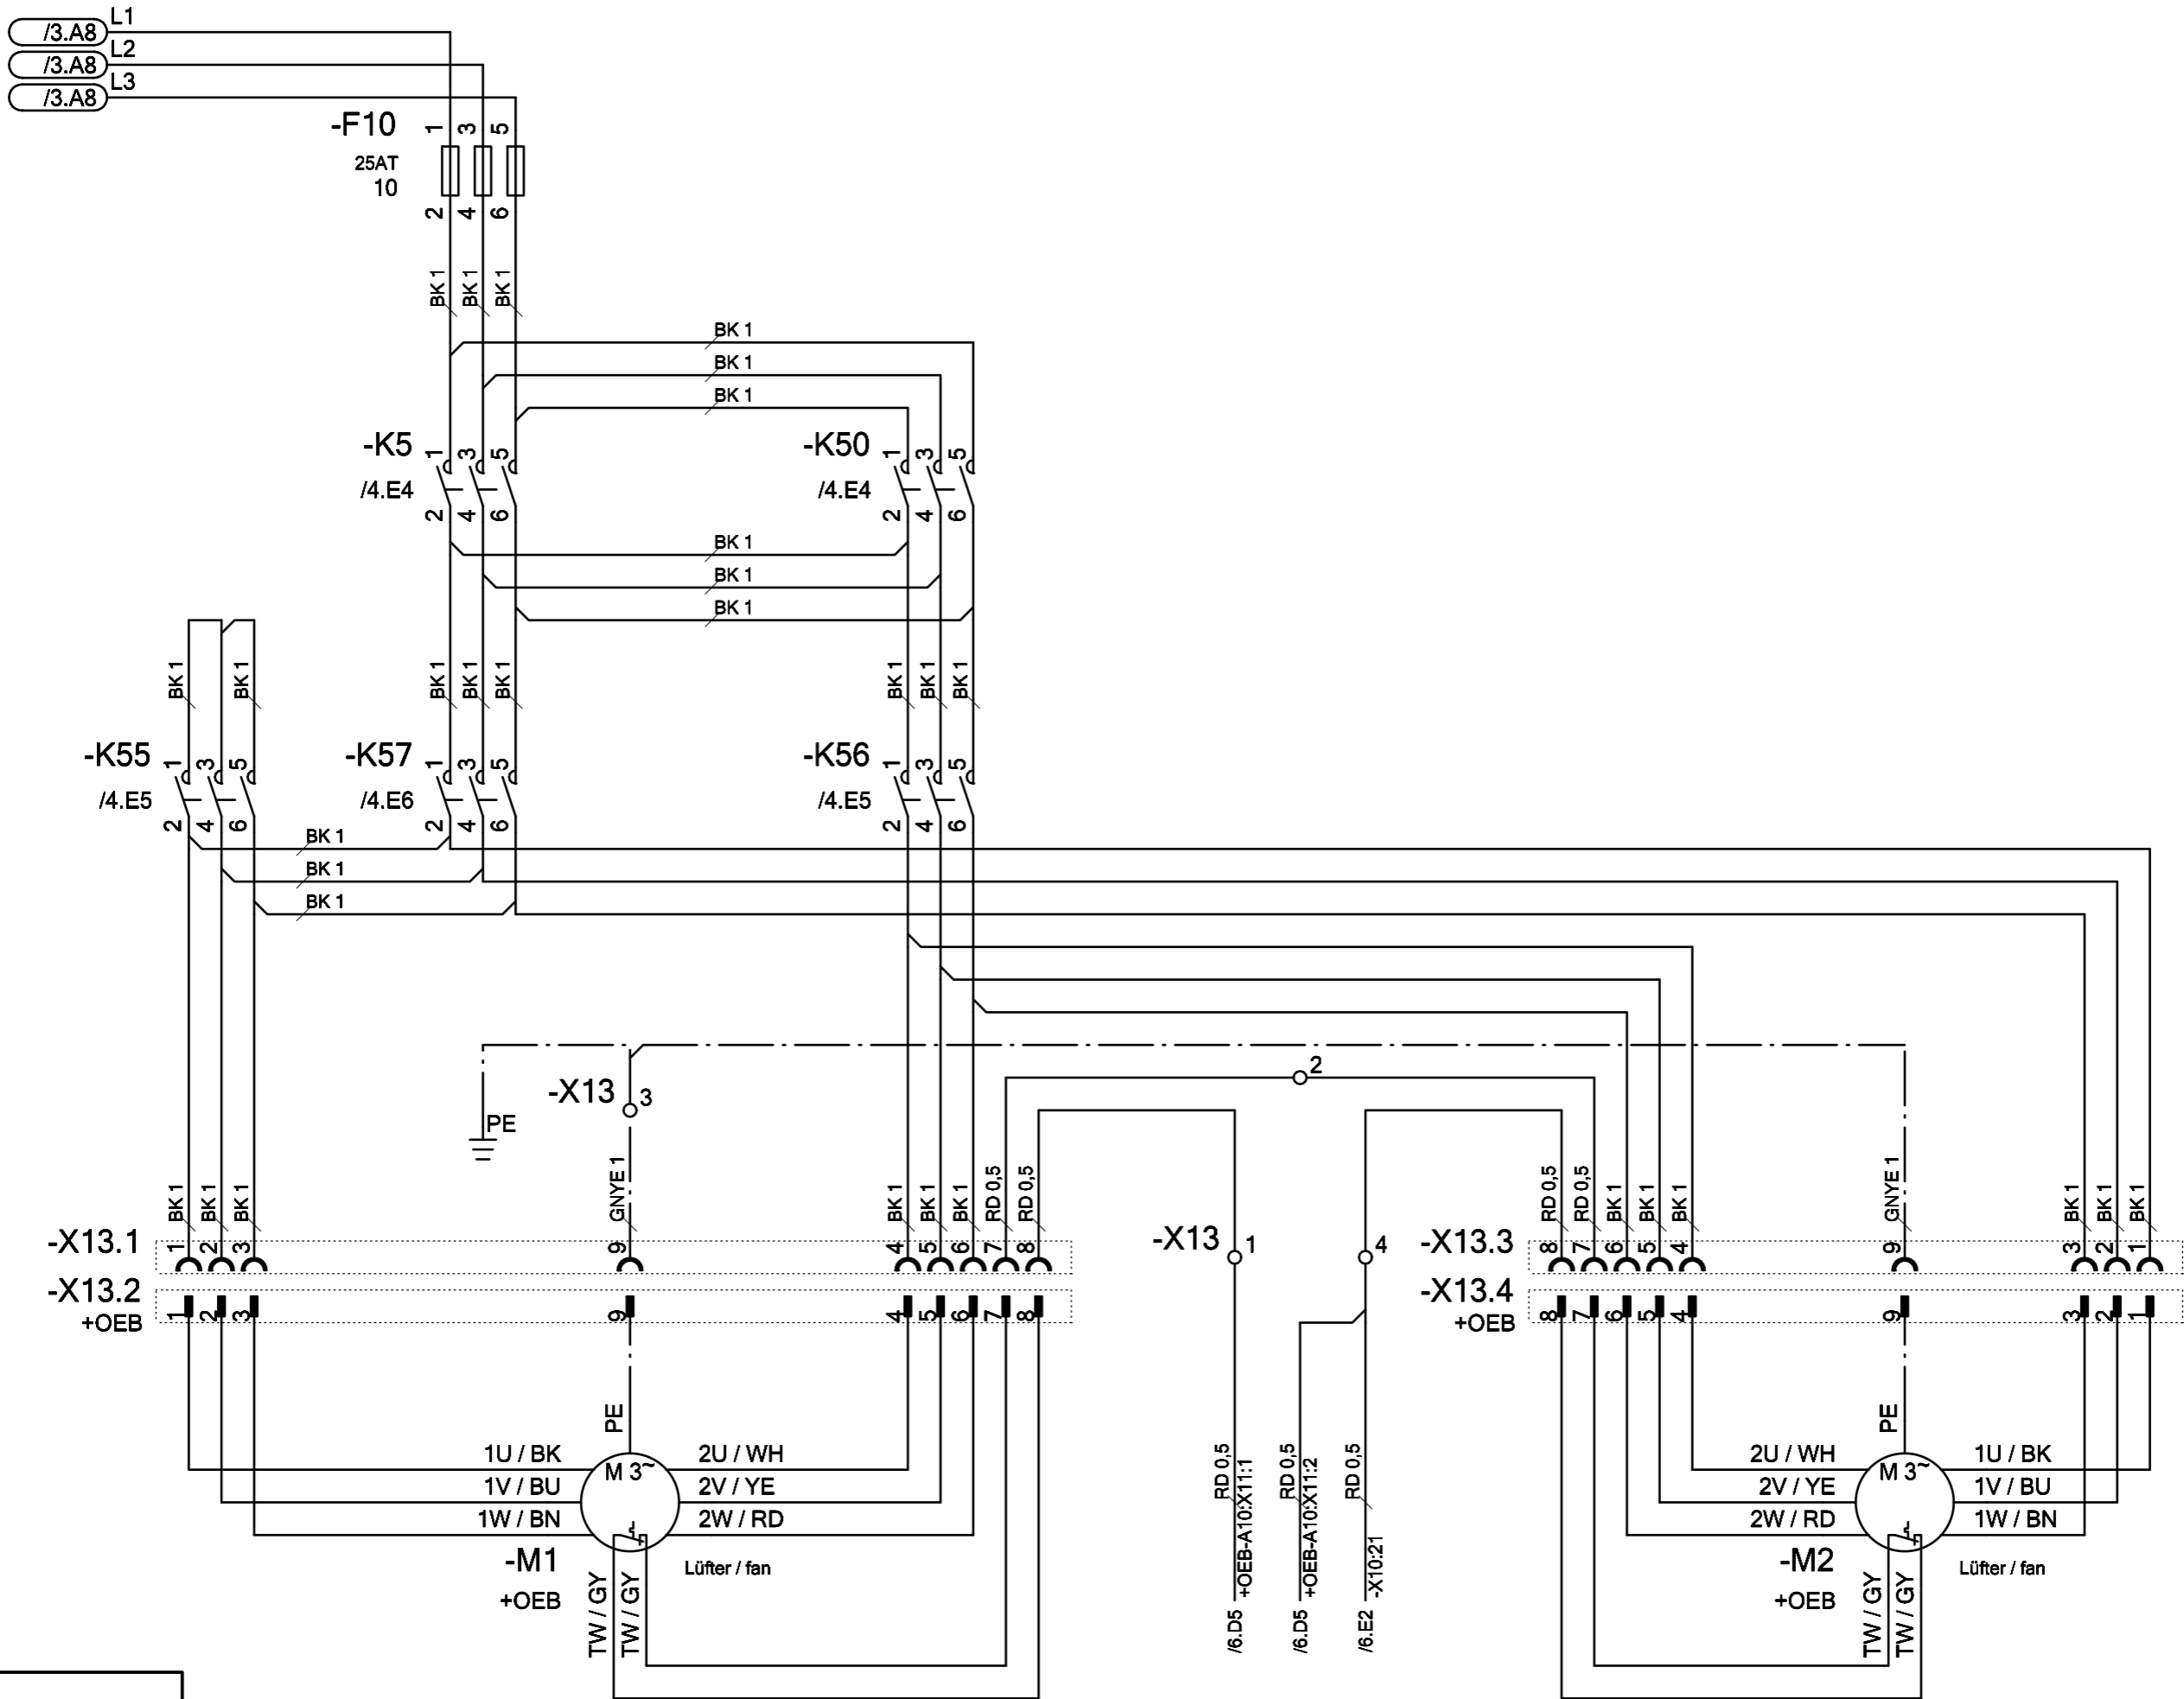 L1
/3.A8
L2
/3.A8
L3
/3.A8
-F10
1 3 5
25AT
10
2 4 6
BK 1 BK 1 BK 1
BK 1
BK 1
BK 1
-K5
1 3 5
/4.E4
2 4 6
-K50
1 3 5
/4.E4
2 4 6
BK 1
BK 1
BK 1
BK 1 BK 1
BK 1 BK 1 BK 1
BK 1 BK 1 BK 1
-K55
1 3 5
/4.E5
2 4 6
-K57
1 3 5
/4.E6
2 4 6
-K56
1 3 5
/4.E5
2 4 6
BK 1
BK 1
BK 1
PE
-X13 3
2
BK 1 BK 1 BK 1 GNYE 1 BK 1 BK 1 BK 1 RD 0,5 RD 0,5
RD 0,5 RD 0,5 BK 1 BK 1 BK 1 GNYE 1 BK 1 BK 1 BK 1
-X13.1
1 2 3 9 4 5 6 7 8
-X13 1 4
-X13.3
8 7 6 5 4 9 3 2 1
-X13.2
+OEB
1 2 3 9 4 5 6 7 8
-X13.4
+OEB
8 7 6 5 4 9 3 2 1
PE
1U / BK
1V / BU
1W / BN
M 3~
2U / WH
2V / YE
2W / RD
-M1
+OEB
Lüfter / fan
TW / GY
TW / GY
RD 0,5
+OEB-A10:X11:1
/6.D5
RD 0,5
+OEB-A10:X11:2
/6.D5
RD 0,5
-X10:21
/6.E2
PE
2U / WH
2V / YE
2W / RD
M 3~
1U / BK
1V / BU
1W / BN
-M2
+OEB
Lüfter / fan
TW / GY
TW / GY